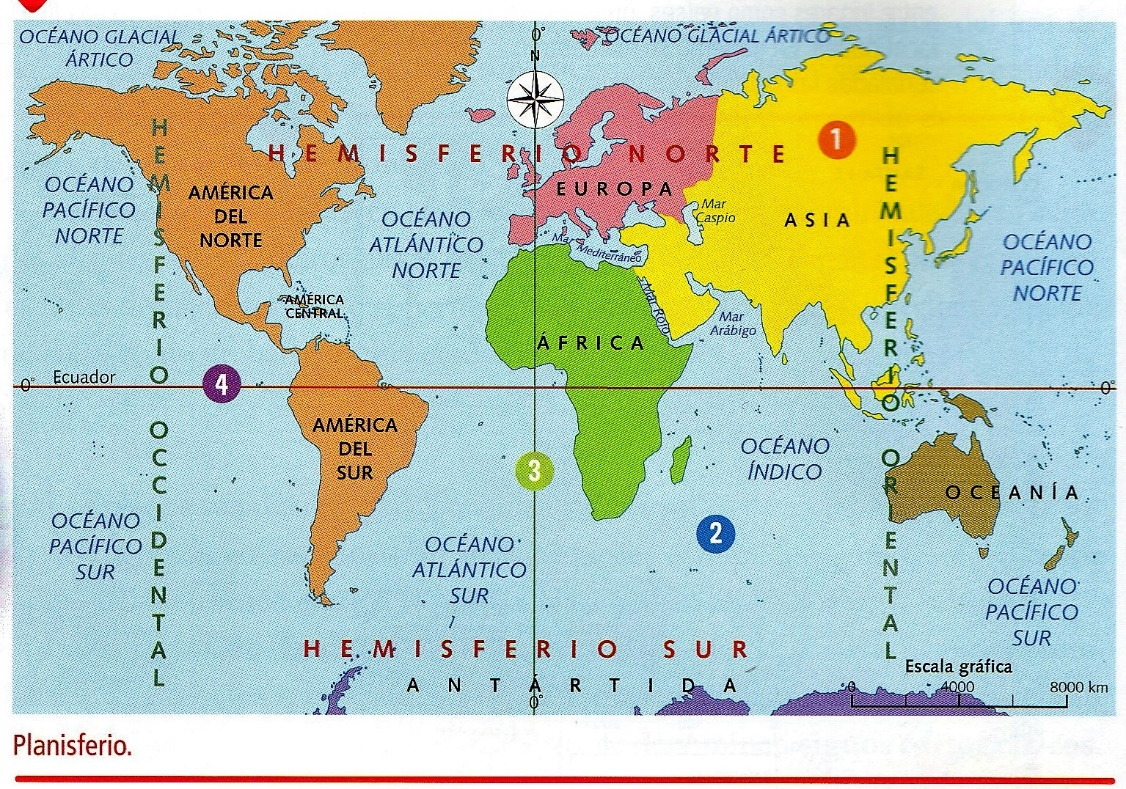 OCÉANO GLACIAL
ÁRTICO
0°
N
OCÉANO GLACIAL ÁRTICO
HEMISFERIO NORTE
1
HEMISFERIO OCCIDENTAL
HEMISFERIO ORIENTAL
OCÉANO
PACÍFICO
NORTE
AMÉRICA
DEL
NORTE
OCÉANO
ATLÁNTICO
NORTE
EUROPA
ASIA
Mar
Caspio
Mar Mediterráneo
OCÉANO
PACÍFICO
NORTE
AMÉRICA
CENTRAL
Mar Rojo
Mar
Arábigo
ÁFRICA
0°
Ecuador
4
0°
AMÉRICA
DEL
SUR
3
OCÉANO
ÍNDICO
OCEANÍA
2
OCÉANO
PACÍFICO
SUR
OCÉANO
ATLÁNTICO
SUR
OCÉANO
PACÍFICO
SUR
HEMISFERIO SUR
ANTÁRTIDA
0°
Escala gráfica
0 4000 8000 km
Planisferio.